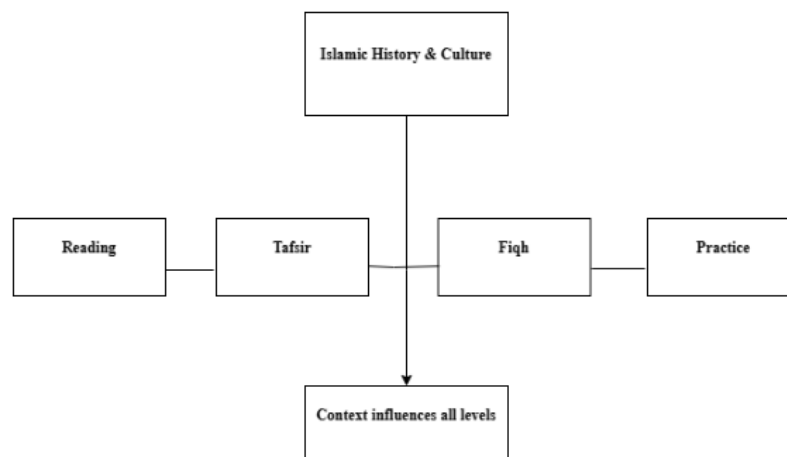 Islamic History & Culture
Reading
Tafsir
Fiqh
Practice
Context influences all levels